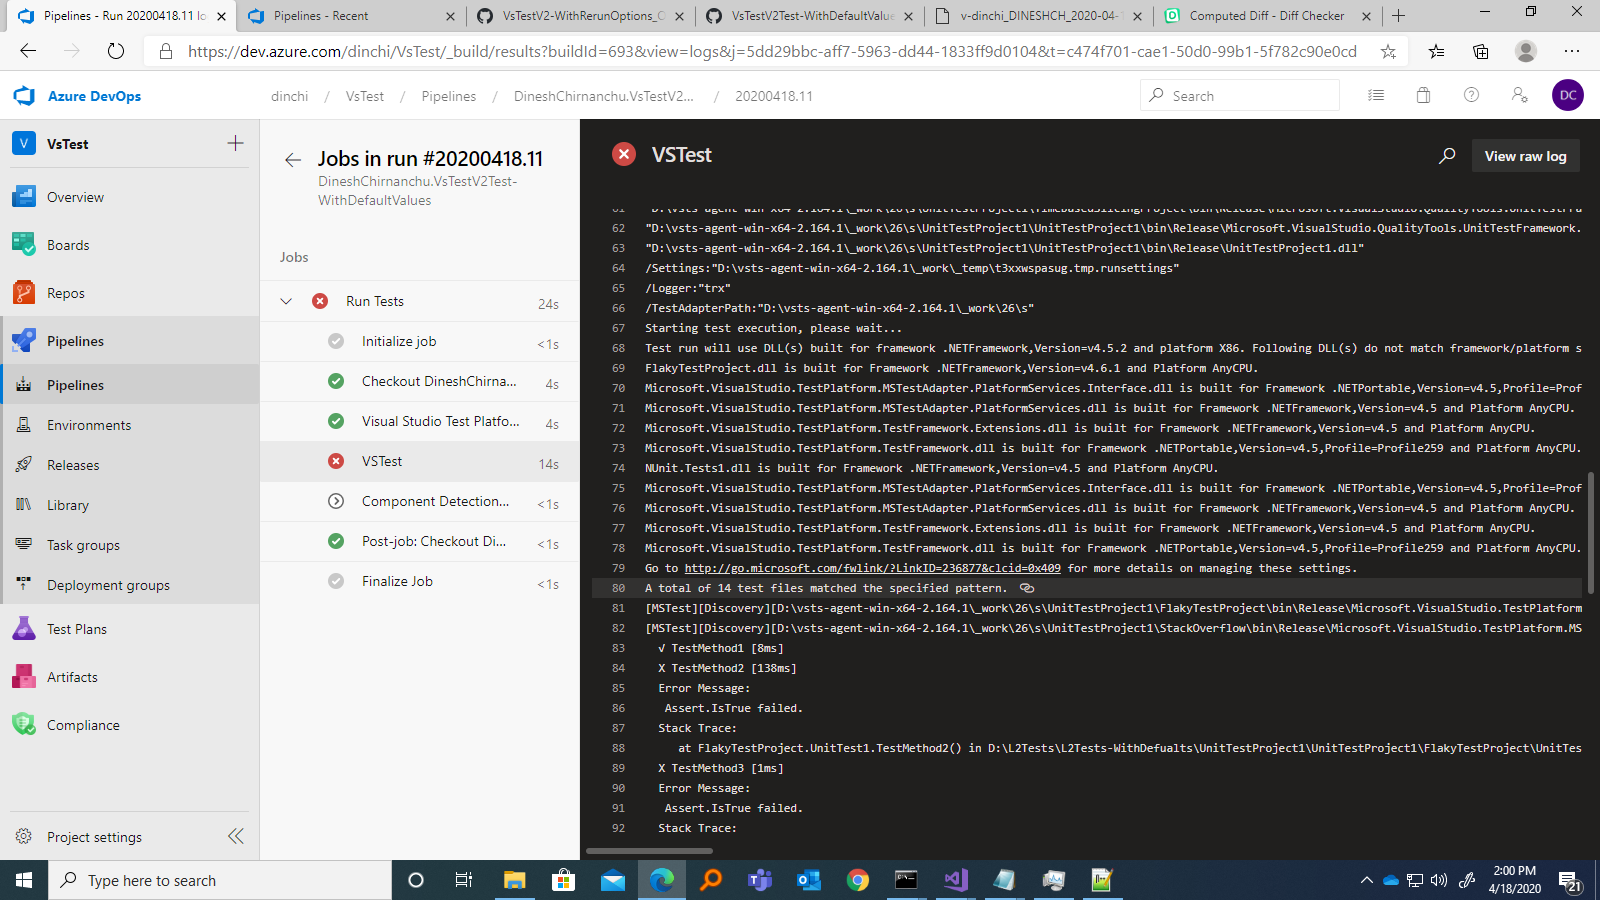 Pipelines - Run 20200418.11 lo
Pipelines - Recent
VsTestV2-WithRerunOptions_C
VsTestV2Test-WithDefaultValue
v-dinchi_DINESHCH_2020-04-1
Computed Diff - Diff Checker
https://dev.azure.com/dinchi/VsTest/_build/results?buildId=693&view=logs&j=5dd29bbc-aff7-5963-dd44-1833ff9d0104&t=c474f701-cae1-50d0-99b1-5f782c90e0cd
Azure DevOps
dinchi / VsTest / Pipelines / DineshChirnanchu.VsTestV2... / 20200418.11
Search
DC
V VsTest
Overview
Boards
Repos
Pipelines
Pipelines
Environments
Releases
Library
Task groups
Deployment groups
Test Plans
Artifacts
Compliance
Project settings
Jobs in run #20200418.11
DineshChirnanchu.VsTestV2Test-
WithDefaultValues
Jobs
Run Tests 24s
Initialize job <1s
Checkout DineshChirna... 4s
Visual Studio Test Platfo... 4s
VSTest 14s
Component Detection... <1s
Post-job: Checkout Di... <1s
Finalize Job <1s
VSTest
View raw log
62 "D:\vsts-agent-win-x64-2.164.1\_work\26\s\UnitTestProject1\UnitTestProject1\bin\Release\Microsoft.VisualStudio.QualityTools.UnitTestFramework.
63 "D:\vsts-agent-win-x64-2.164.1\_work\26\s\UnitTestProject1\UnitTestProject1\bin\Release\UnitTestProject1.dll"
64 /Settings:"D:\vsts-agent-win-x64-2.164.1\_work\_temp\t3xxwspasug.tmp.runsettings"
65 /Logger:"trx"
66 /TestAdapterPath:"D:\vsts-agent-win-x64-2.164.1\_work\26\s"
67 Starting test execution, please wait...
68 Test run will use DLL(s) built for framework .NETFramework,Version=v4.5.2 and platform X86. Following DLL(s) do not match framework/platform s
69 FlakyTestProject.dll is built for Framework .NETFramework,Version=v4.6.1 and Platform AnyCPU.
70 Microsoft.VisualStudio.TestPlatform.MSTestAdapter.PlatformServices.Interface.dll is built for Framework .NETPortable,Version=v4.5,Profile=Prof
71 Microsoft.VisualStudio.TestPlatform.MSTestAdapter.PlatformServices.dll is built for Framework .NETFramework,Version=v4.5 and Platform AnyCPU.
72 Microsoft.VisualStudio.TestPlatform.TestFramework.Extensions.dll is built for Framework .NETFramework,Version=v4.5 and Platform AnyCPU.
73 Microsoft.VisualStudio.TestPlatform.TestFramework.dll is built for Framework .NETPortable,Version=v4.5,Profile=Profile259 and Platform AnyCPU.
74 NUnit.Tests1.dll is built for Framework .NETFramework,Version=v4.5 and Platform AnyCPU.
75 Microsoft.VisualStudio.TestPlatform.MSTestAdapter.PlatformServices.Interface.dll is built for Framework .NETPortable,Version=v4.5,Profile=Prof
76 Microsoft.VisualStudio.TestPlatform.MSTestAdapter.PlatformServices.dll is built for Framework .NETFramework,Version=v4.5 and Platform AnyCPU.
77 Microsoft.VisualStudio.TestPlatform.TestFramework.Extensions.dll is built for Framework .NETFramework,Version=v4.5 and Platform AnyCPU.
78 Microsoft.VisualStudio.TestPlatform.TestFramework.dll is built for Framework .NETPortable,Version=v4.5,Profile=Profile259 and Platform AnyCPU.
79 Go to http://go.microsoft.com/fwlink/?LinkID=236877&clcid=0x409 for more details on managing these settings.
80 A total of 14 test files matched the specified pattern.
81 [MSTest][Discovery][D:\vsts-agent-win-x64-2.164.1\_work\26\s\UnitTestProject1\FlakyTestProject\bin\Release\Microsoft.VisualStudio.TestPlatform
82 [MSTest][Discovery][D:\vsts-agent-win-x64-2.164.1\_work\26\s\UnitTestProject1\StackOverflow\bin\Release\Microsoft.VisualStudio.TestPlatform.MS
83 √ TestMethod1 [8ms]
84 X TestMethod2 [138ms]
85 Error Message:
86 Assert.IsTrue failed.
87 Stack Trace:
88 at FlakyTestProject.UnitTest1.TestMethod2() in D:\L2Tests\L2Tests-WithDefualts\UnitTestProject1\UnitTestProject1\FlakyTestProject\UnitTes
89 X TestMethod3 [1ms]
90 Error Message:
91 Assert.IsTrue failed.
92 Stack Trace:
Type here to search
2:00 PM
4/18/2020
21